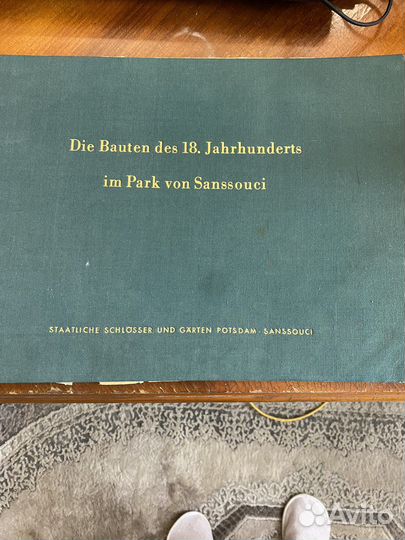 Die Bauten des 18. Jahrhunderts
im Park von Sanssouci
STAATLICHE SCHLÖSSER UND GÄRTEN POTSDAM - SANSSOUCI
Avito